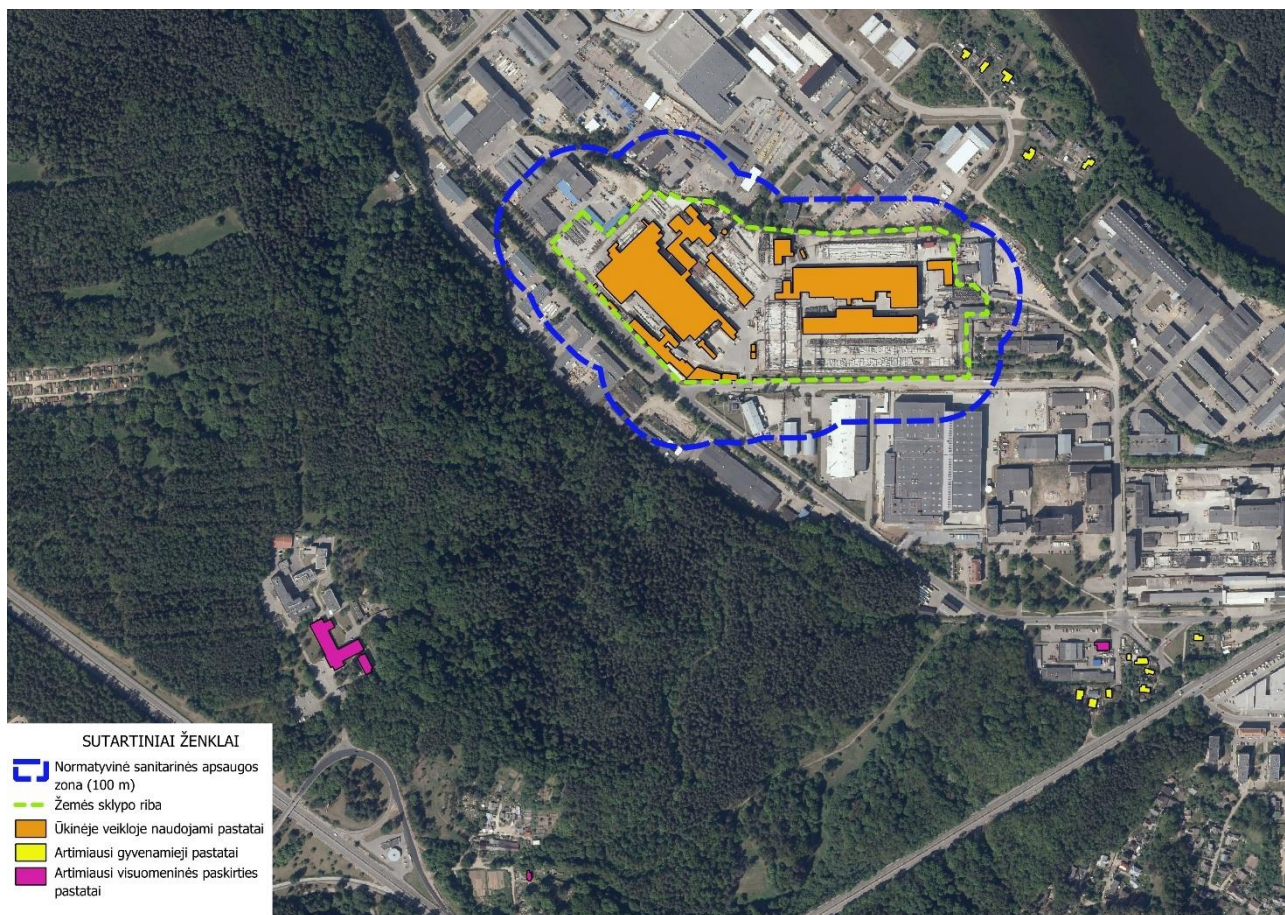 SUTARTINIAI ŽENKLAI
Normatyvinė sanitarinės apsaugos
zona (100 m)
Žemės sklypo riba
Ūkinėje veikloje naudojami pastatai
Artimiausi gyvenamieji pastatai
Artimiausi visuomeninės paskirties
pastatai